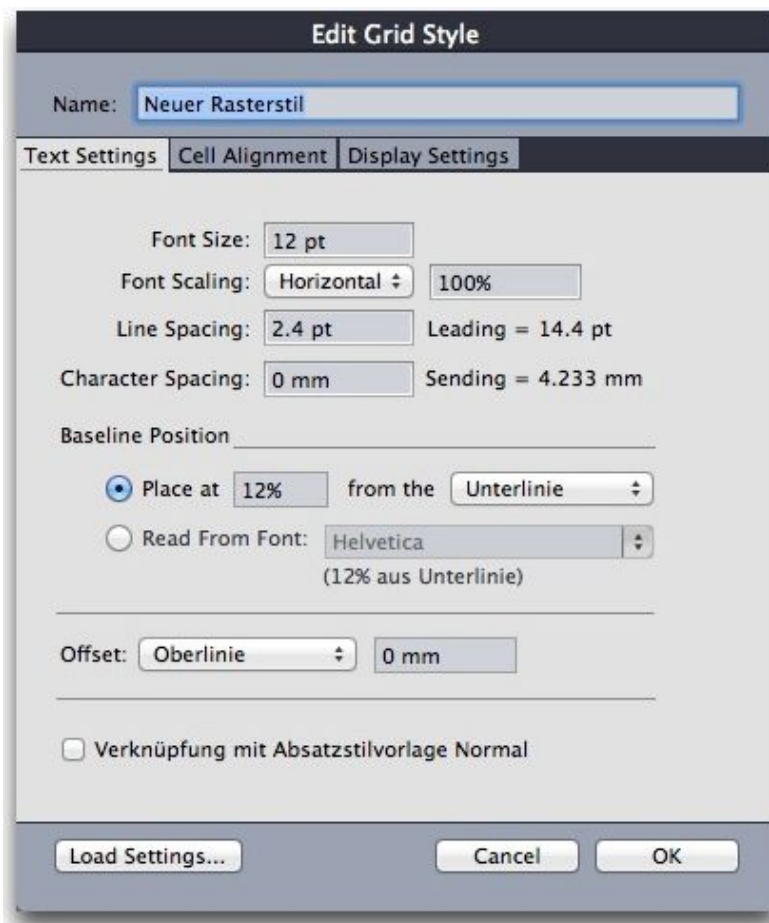 Edit Grid Style
Name: Neuer Rasterstil
Text Settings Cell Alignment Display Settings
Font Size: 12 pt
Font Scaling: Horizontal 100%
Line Spacing: 2.4 pt Leading = 14.4 pt
Character Spacing: 0 mm Sending = 4.233 mm
Baseline Position
Place at 12% from the Unterlinie
Read From Font: Helvetica
(12% aus Unterlinie)
Offset: Oberlinie 0 mm
Verknüpfung mit Absatzstilvorlage Normal
Load Settings... Cancel OK